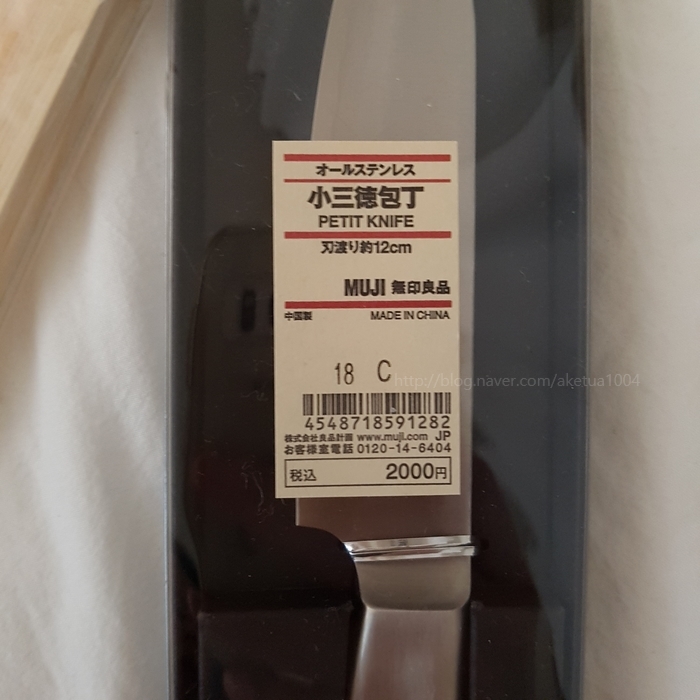 オールステンレス
小三徳包丁
PETIT KNIFE
刃渡り約12cm
MUJI 無印良品
中国製 MADE IN CHINA
18 C
http://blog.naver.com/aketua1004
4548718591282
株式会社良品計画 www.muji.com JP
お客様室電話 0120-14-6404
税込 2000円